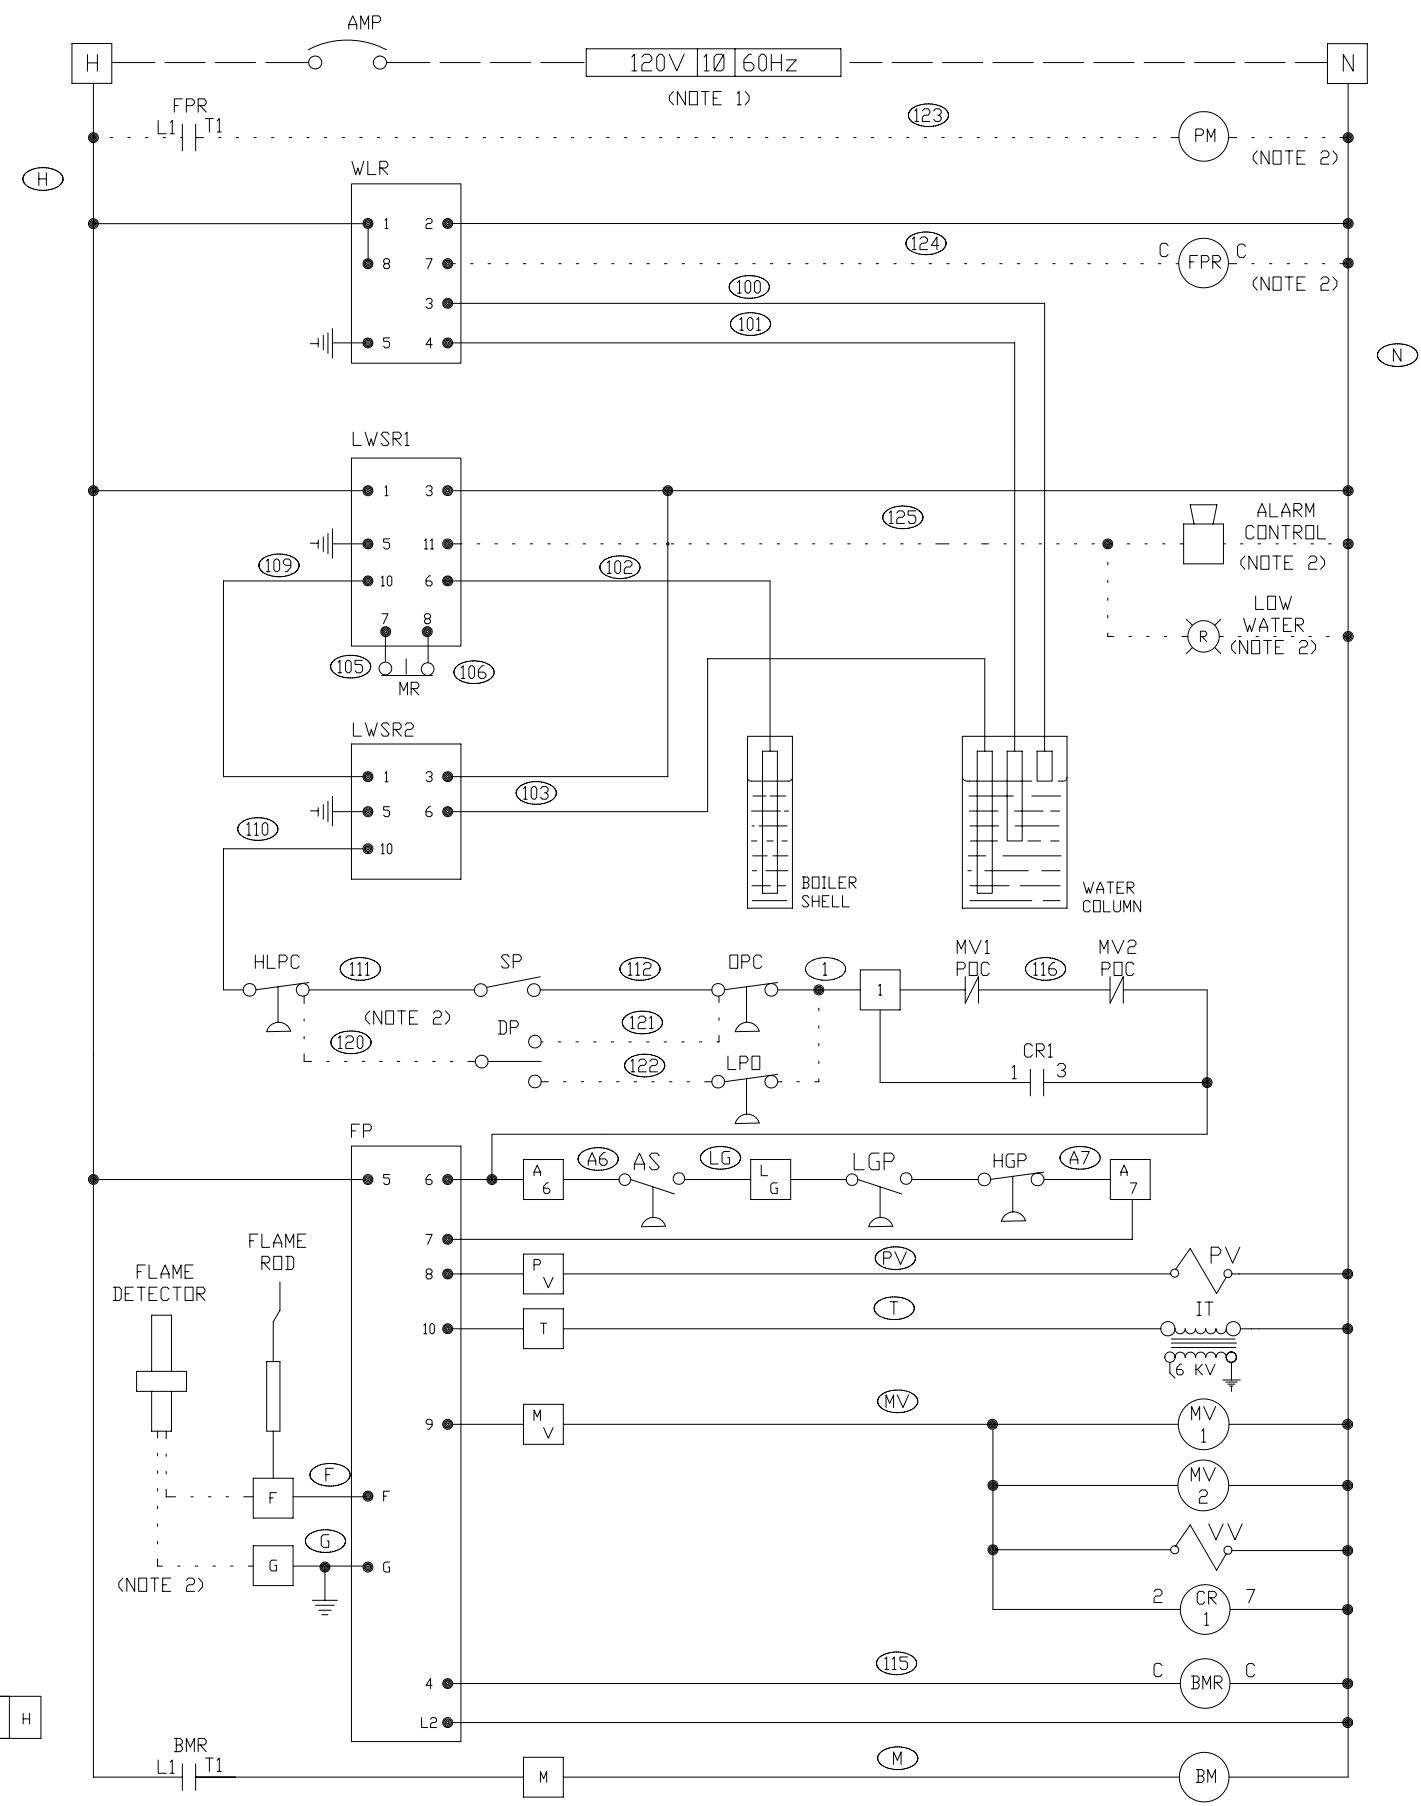 AMP
H
120V 1Ø 60Hz
N
(NOTE 1)
FPR
L1 T1
123
PM
(NOTE 2)
H
WLR
1 2
124
C FPR C
8 7
(NOTE 2)
100
3
101
5 4
N
LWSR1
1 3
125
ALARM
CONTROL
(NOTE 2)
5 11
109
102
10 6
LOW
WATER
(NOTE 2)
R
7 8
105
106
MR
LWSR2
1 3
103
5 6
110
10
BOILER
SHELL
WATER
COLUMN
HLPC
111
SP
112
OPC
1
1
MV1
POC
116
MV2
POC
(NOTE 2)
120
DP
121
122
LPO
CR1
1 3
FP
5 6
A
6
A6
AS
LG
L
G
LGP
HGP
A7
A
7
7
FLAME
ROD
FLAME
DETECTOR
8
P
V
PV
PV
10
T
T
IT
6 KV
9
M
V
MV
MV
1
MV
2
F
F
F
G
G
G
(NOTE 2)
VV
2 CR 7
1
4
115
C BMR C
L2
H
BMR
L1 T1
M
M
BM